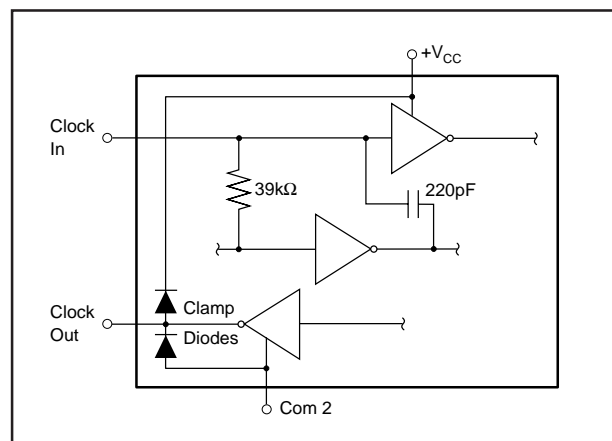 +VCC
Clock
In
39kΩ
220pF
Clock
Out
Clamp
Diodes
Com 2